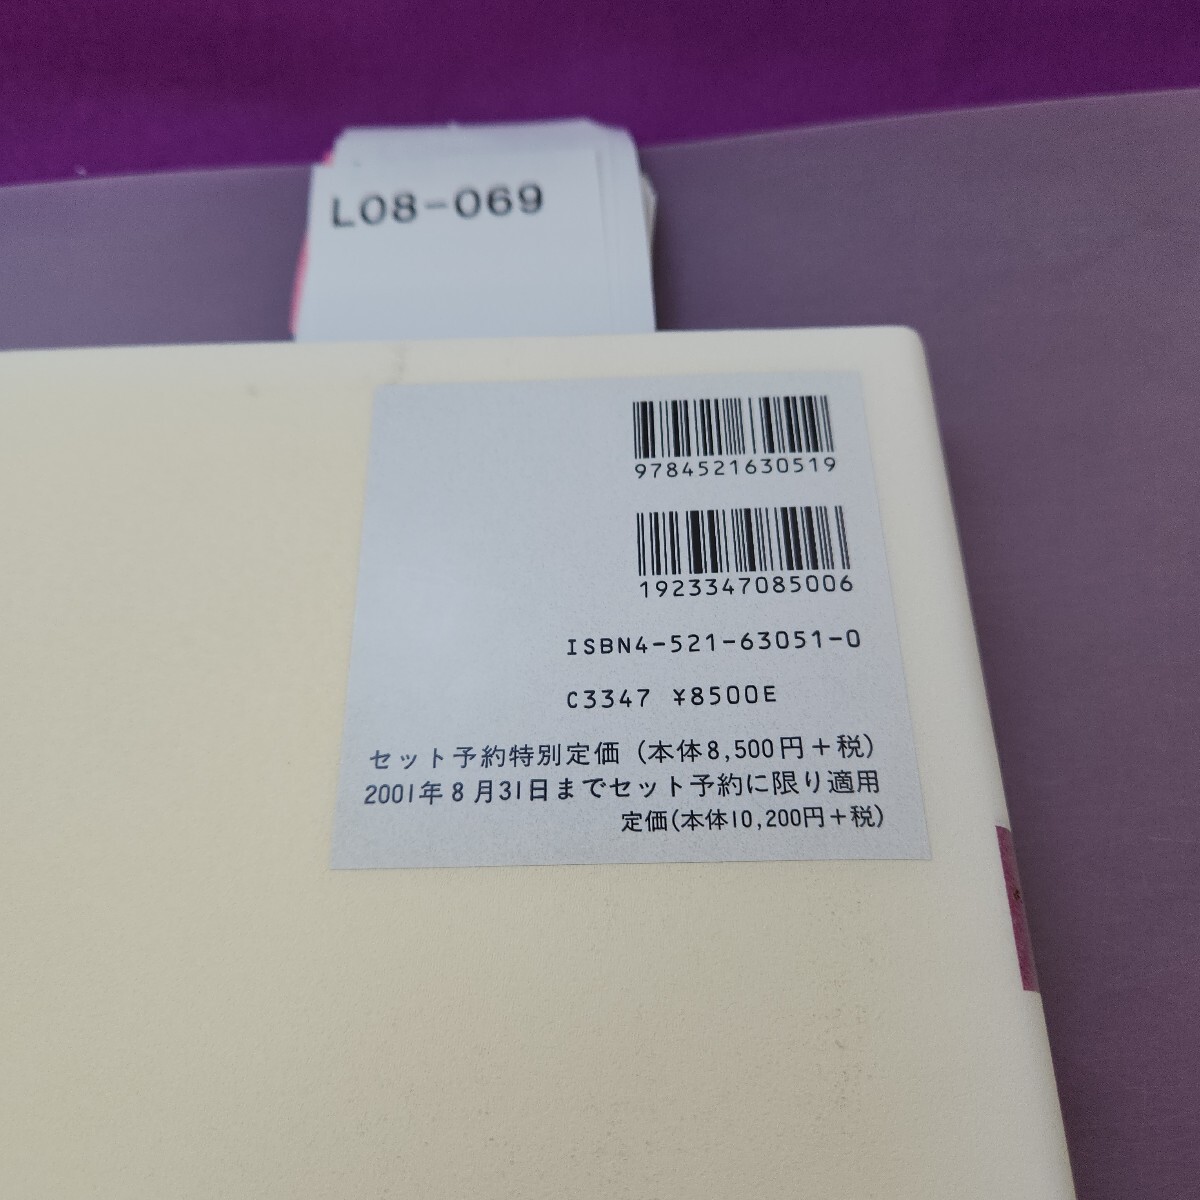 L08-069
9784521630519
1923347085006
ISBN4-521-63051-0
C3347 ¥8500E
セット予約特別定価（本体8,500円＋税）
2001年8月31日までセット予約に限り適用
定価(本体10,200円＋税)